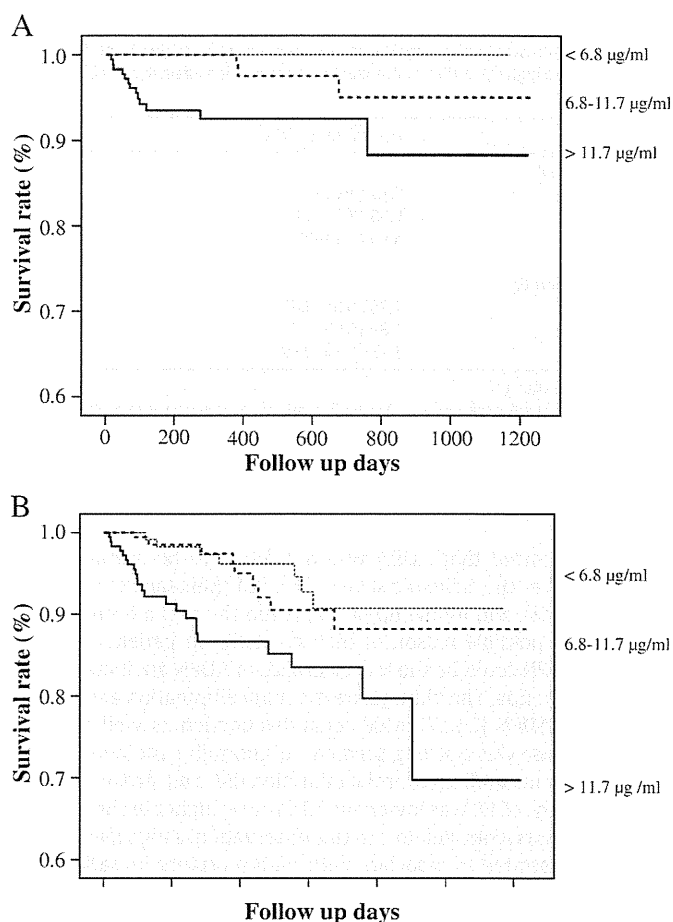 A
1.0
0.9
0.8
0.7
0.6
Survival rate (%)
< 6.8 µg/ml
6.8-11.7 µg/ml
> 11.7 µg/ml
0 200 400 600 800 1000 1200
Follow up days
B
1.0
0.9
0.8
0.7
0.6
Survival rate (%)
< 6.8 µg/ml
6.8-11.7 µg/ml
> 11.7 µg /ml
Follow up days